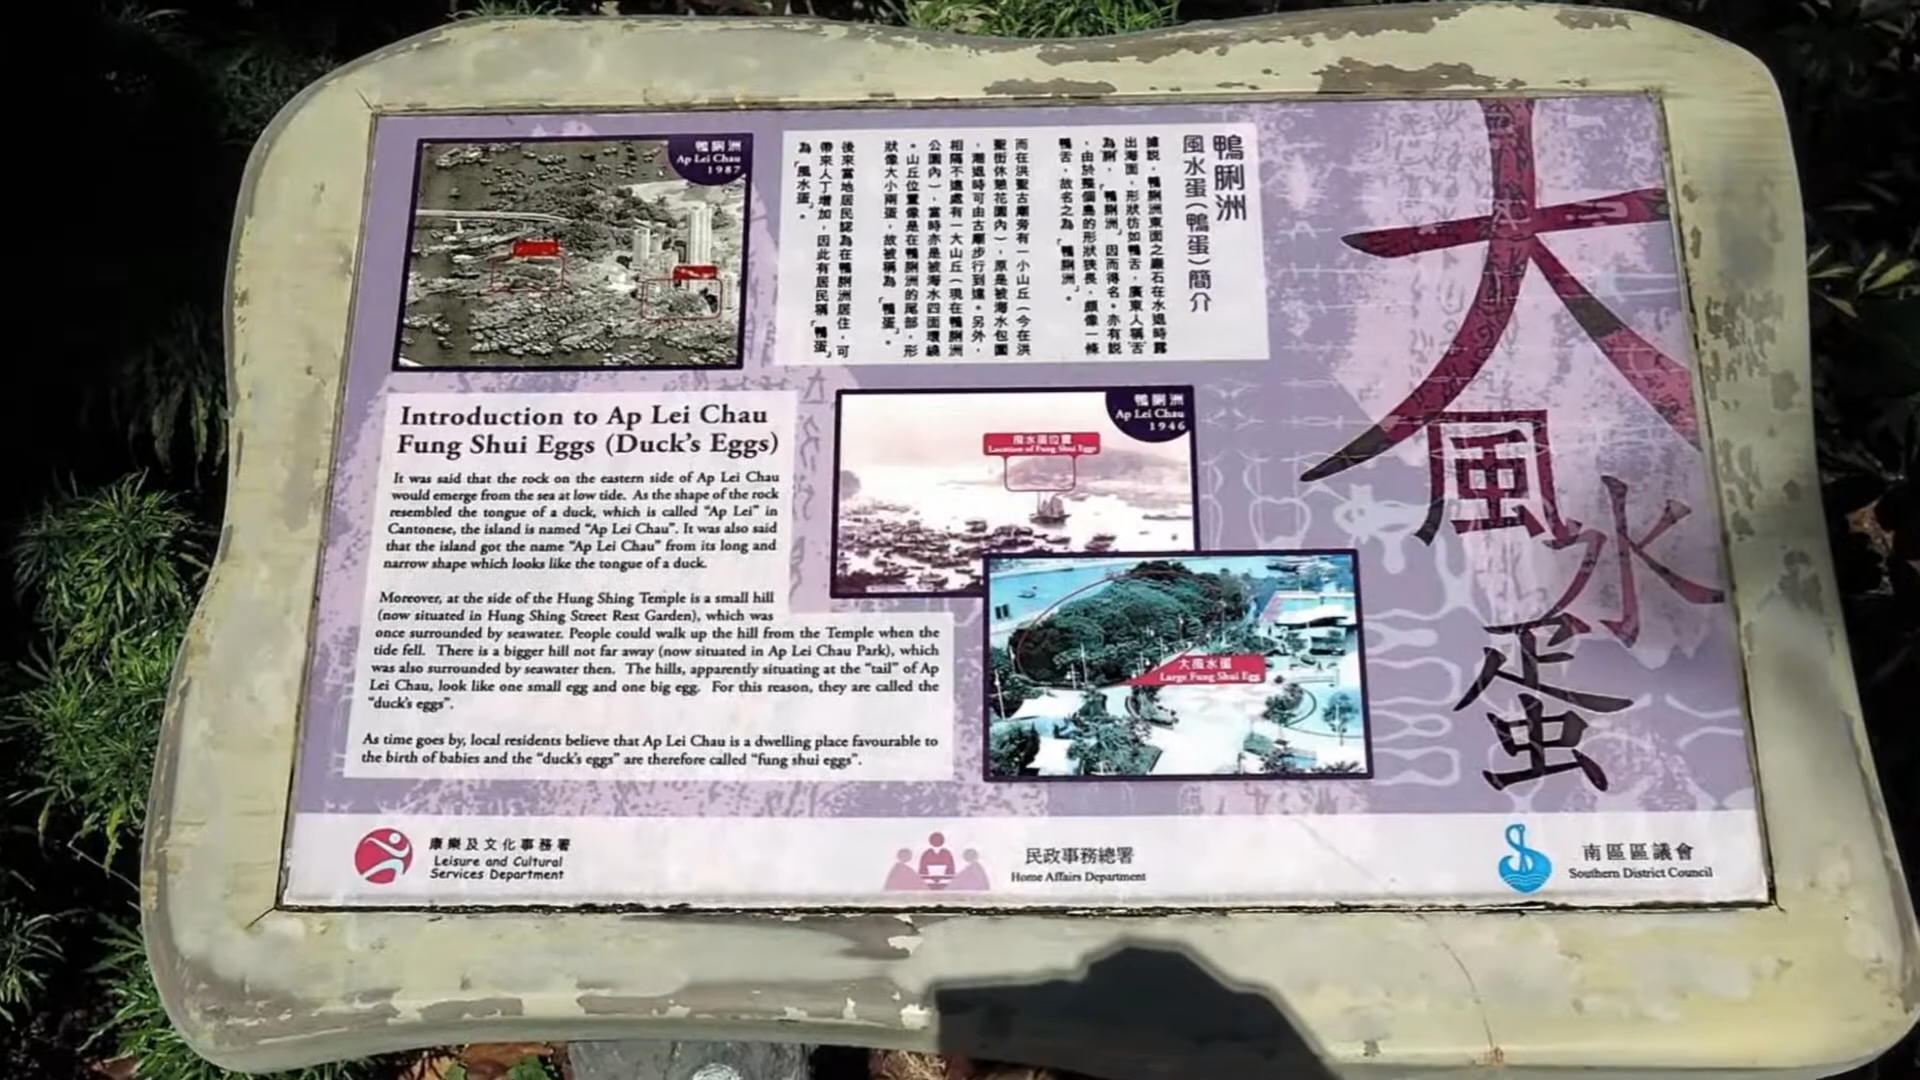 鴨脷洲
Ap Lei Chau
1987
鴨脷洲
風水蛋(鴨蛋)簡介
據說，鴨脷洲東面之巖石在水退時露
出海面，形狀彷如鴨舌，廣東人稱舌
為脷，「鴨脷洲」因而得名。亦有說
，由於整個島的形狀狹長，頗像一條
鴨舌，故名之為「鴨脷洲」。
而在洪聖古廟旁有一小山丘(今在洪
聖街休憩花園內)，原是被海水包圍
，潮退時可由古廟步行到達。另外，
相隔不遠處有一大山丘(現在鴨脷洲
公園內)，當時亦是被海水四面環繞
。山丘位置像是在鴨脷洲的尾部，形
狀像大小兩蛋，故被稱為「鴨蛋」。
後來當地居民認為在鴨脷洲居住，可
帶來人丁增加，因此有居民稱「鴨蛋」
為「風水蛋」。
大風水蛋
Introduction to Ap Lei Chau
Fung Shui Eggs (Duck's Eggs)
It was said that the rock on the eastern side of Ap Lei Chau
would emerge from the sea at low tide. As the shape of the rock
resembled the tongue of a duck, which is called "Ap Lei" in
Cantonese, the island is named "Ap Lei Chau". It was also said
that the island got the name "Ap Lei Chau" from its long and
narrow shape which looks like the tongue of a duck.
Moreover, at the side of the Hung Shing Temple is a small hill
(now situated in Hung Shing Street Rest Garden), which was
once surrounded by seawater. People could walk up the hill from the Temple when the
tide fell. There is a bigger hill not far away (now situated in Ap Lei Chau Park), which
was also surrounded by seawater then. The hills, apparently situating at the "tail" of Ap
Lei Chau, look like one small egg and one big egg. For this reason, they are called the
"duck's eggs".
As time goes by, local residents believe that Ap Lei Chau is a dwelling place favourable to
the birth of babies and the "duck's eggs" are therefore called "fung shui eggs".
鴨脷洲
Ap Lei Chau
1946
風水蛋位置
Location of Fung Shui Eggs
大風水蛋
Large Fung Shui Egg
康樂及文化事務署
Leisure and Cultural
Services Department
民政事務總署
Home Affairs Department
南區區議會
Southern District Council